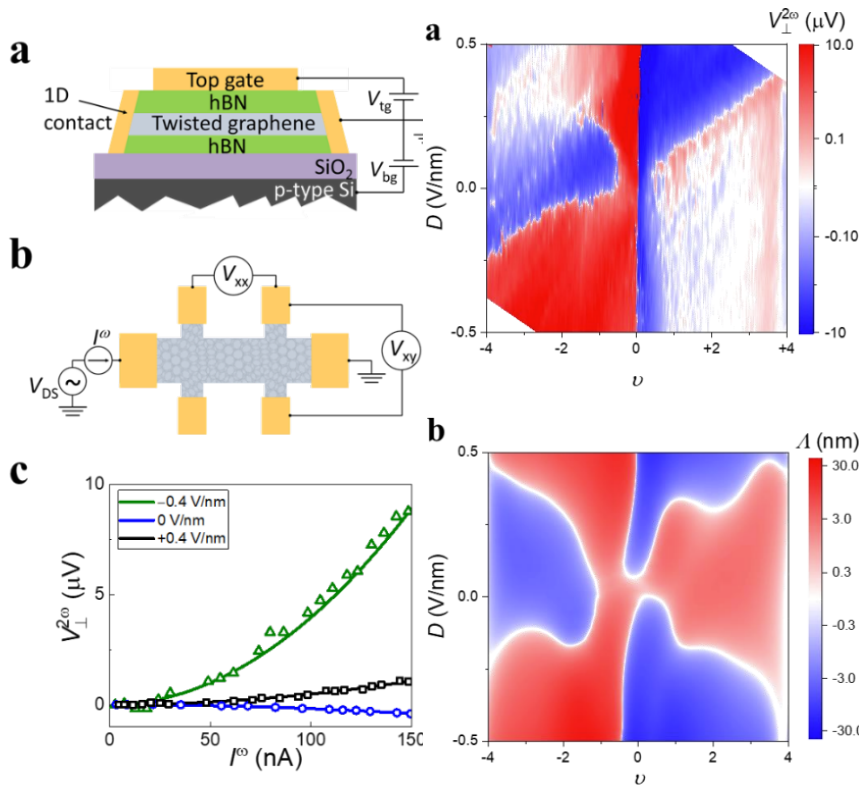 a
Top gate
hBN
1D
contact
Twisted graphene
hBN
SiO2
p-type Si
Vtg
Vbg
b
Vxx
Iω
VDS
Vxy
c
10
5
0
V⊥2ω (μV)
−0.4 V/nm
0 V/nm
+0.4 V/nm
0
50
100
150
Iω (nA)
a
V⊥2ω (μV)
0.5
0.0
-0.5
D (V/nm)
-4
-2
0
+2
+4
υ
10.0
0.1
-0.10
-10
b
Λ (nm)
0.5
0.0
-0.5
D (V/nm)
-4
-2
0
2
4
υ
30.0
3.0
0.3
-0.3
-3.0
-30.0